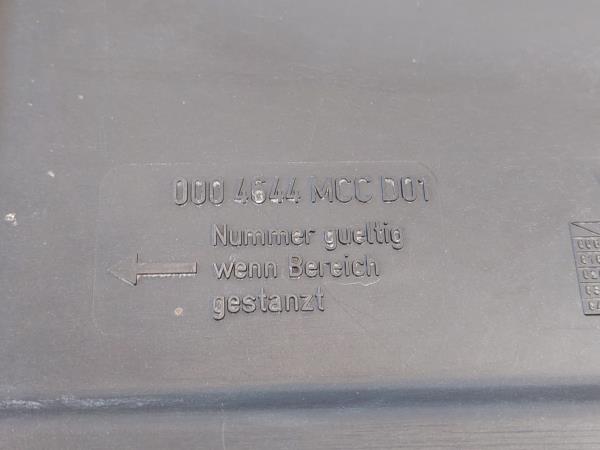 000 4644 MCC D01
Nummer gueltig
wenn Bereich
gestanzt